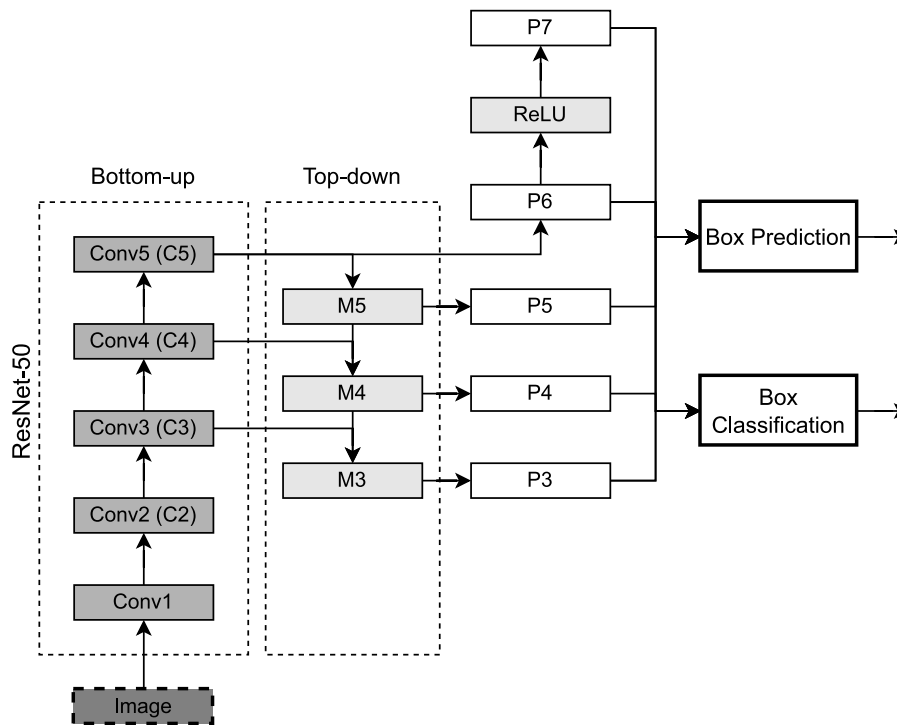 P7
ReLU
Bottom-up
Top-down
P6
Box Prediction
Conv5 (C5)
M5
P5
Conv4 (C4)
M4
P4
Box
Classification
ResNet-50
Conv3 (C3)
M3
P3
Conv2 (C2)
Conv1
Image